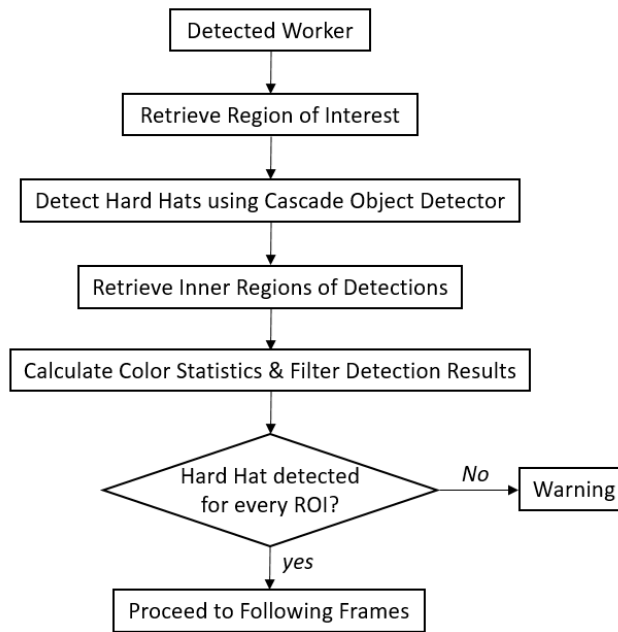 Detected Worker
Retrieve Region of Interest
Detect Hard Hats using Cascade Object Detector
Retrieve Inner Regions of Detections
Calculate Color Statistics & Filter Detection Results
Hard Hat detected
for every ROI?
No
Warning
yes
Proceed to Following Frames